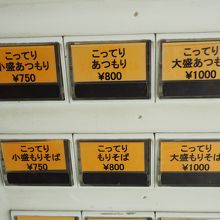 こってり
小盛あつもり
¥750
こってり
あつもり
¥800
こってり
大盛あつもり
¥1000
こってり
小盛もりそば
¥750
こってり
もりそば
¥800
こってり
大盛もりそば
¥1000